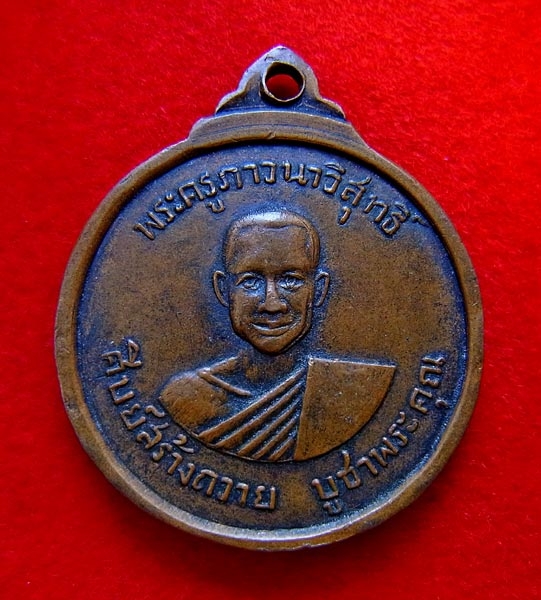 พระครูภาวนาวิสุทธิ์
ศิษย์สร้างถวาย บูชาพระคุณ